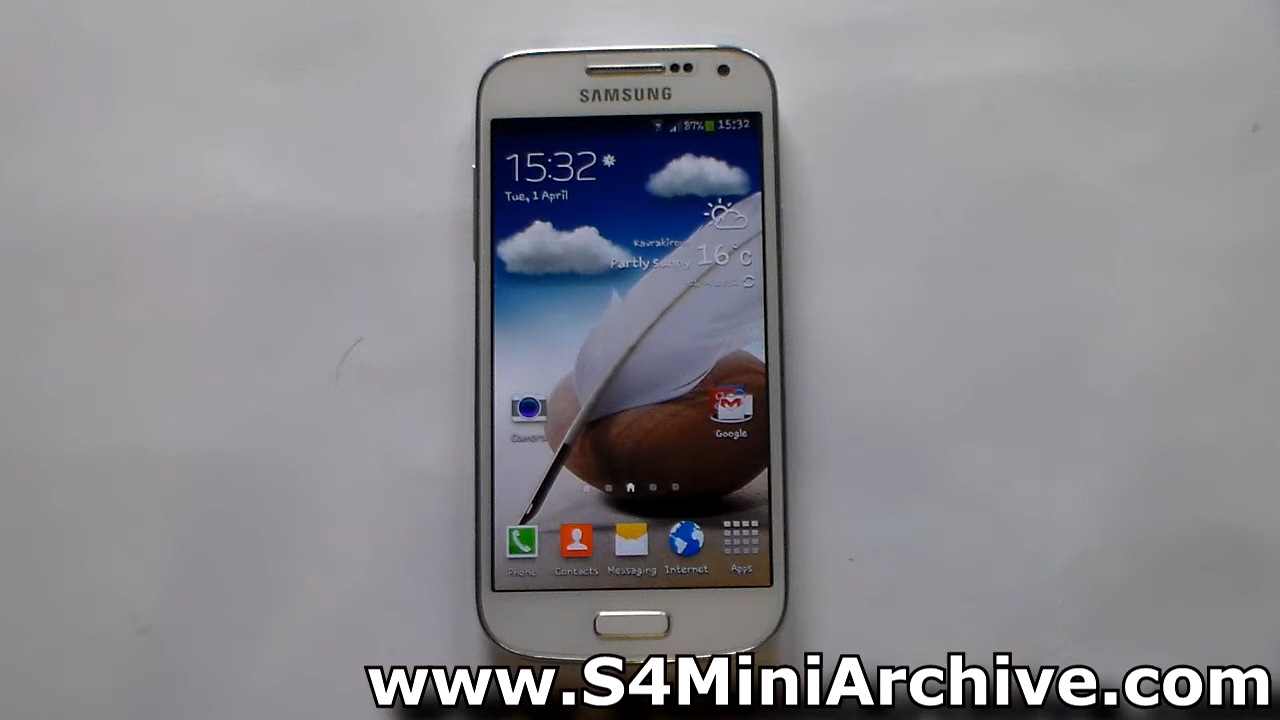 SAMSUNG
87% 15:32
15:32
Tue, 1 April
Partly Sunny 16°C
Camera
Google
Phone Contacts Messaging Internet Apps
www.S4MiniArchive.com